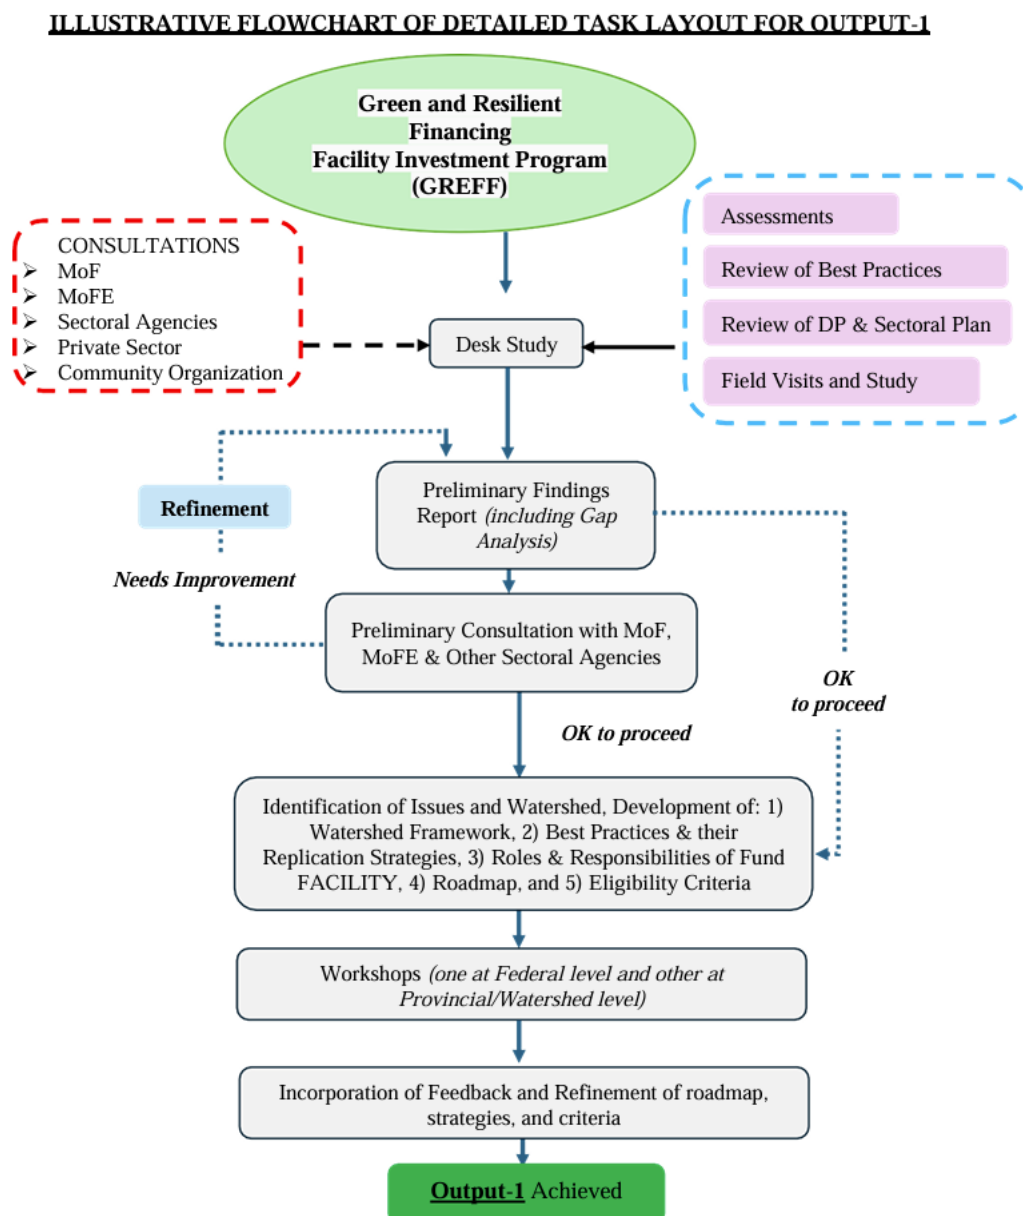 ILLUSTRATIVE FLOWCHART OF DETAILED TASK LAYOUT FOR OUTPUT-1
Green and Resilient
Financing
Facility Investment Program
(GREFF)
CONSULTATIONS
➢ MoF
➢ MoFE
➢ Sectoral Agencies
➢ Private Sector
➢ Community Organization
Assessments
Review of Best Practices
Review of DP & Sectoral Plan
Field Visits and Study
Desk Study
Preliminary Findings
Report (including Gap
Analysis)
Refinement
Needs Improvement
Preliminary Consultation with MoF,
MoFE & Other Sectoral Agencies
OK
to proceed
OK to proceed
Identification of Issues and Watershed, Development of: 1)
Watershed Framework, 2) Best Practices & their
Replication Strategies, 3) Roles & Responsibilities of Fund
FACILITY, 4) Roadmap, and 5) Eligibility Criteria
Workshops (one at Federal level and other at
Provincial/Watershed level)
Incorporation of Feedback and Refinement of roadmap,
strategies, and criteria
Output-1 Achieved